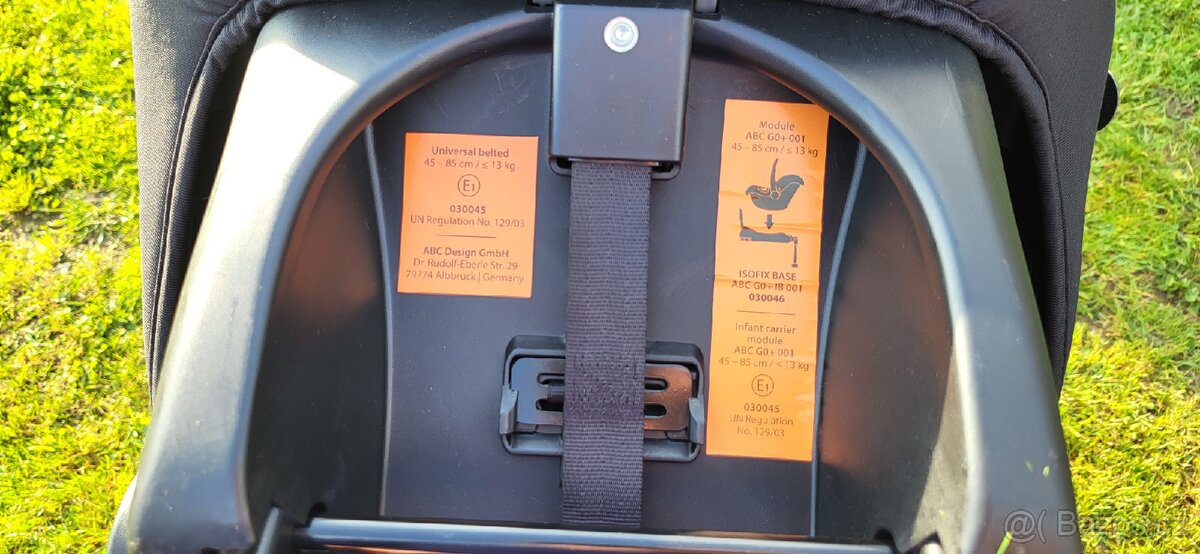 Universal belted
45 – 85 cm / ≤ 13 kg
E1
030045
UN Regulation No. 129/03
ABC Design GmbH
Dr. Rudolf-Eberle Str. 29
79774 Albbruck | Germany
Module
ABC G0+ 001
45 – 85 cm / ≤ 13 kg
ISOFIX BASE
ABC G0+ IB 001
030046
Infant carrier
module
ABC G0+ 001
45 – 85 cm / ≤ 13 kg
E1
030045
UN Regulation
No. 129/03